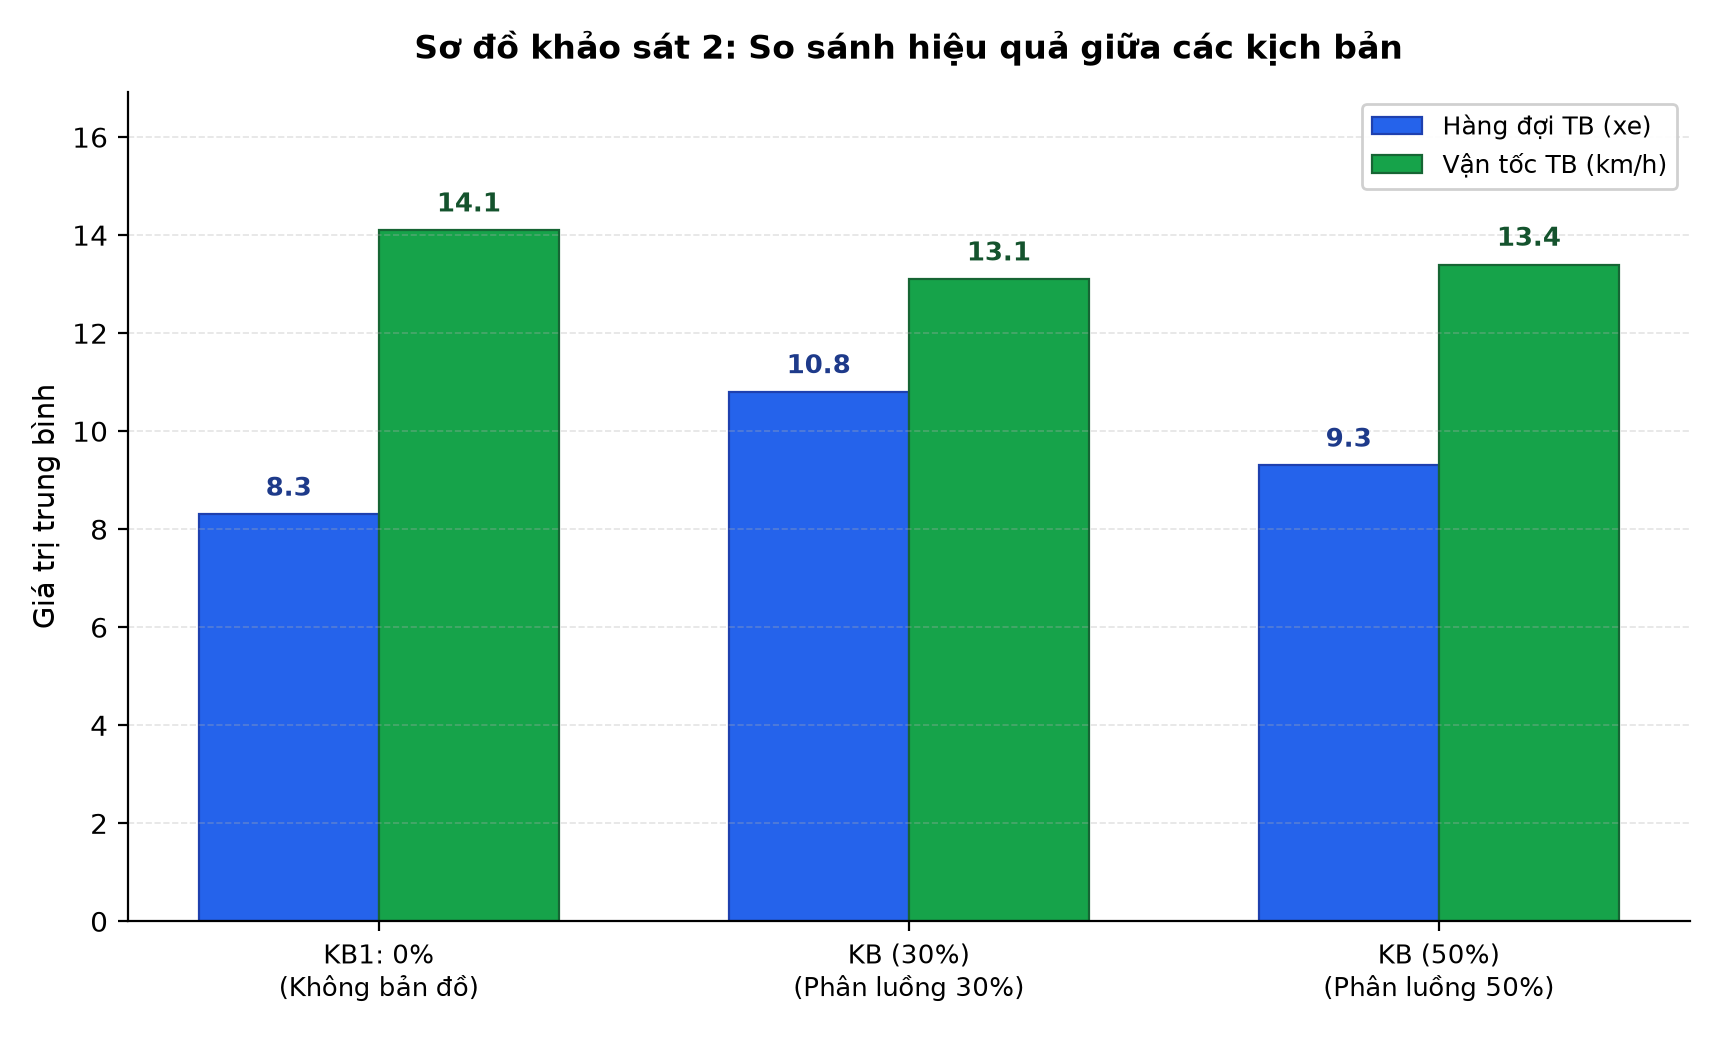 Sơ đồ khảo sát 2: So sánh hiệu quả giữa các kịch bản
Hàng đợi TB (xe)
Vận tốc TB (km/h)
Giá trị trung bình
16
14
12
10
8
6
4
2
0
8.3
14.1
10.8
13.1
9.3
13.4
KB1: 0%
(Không bản đồ)
KB (30%)
(Phân luồng 30%)
KB (50%)
(Phân luồng 50%)